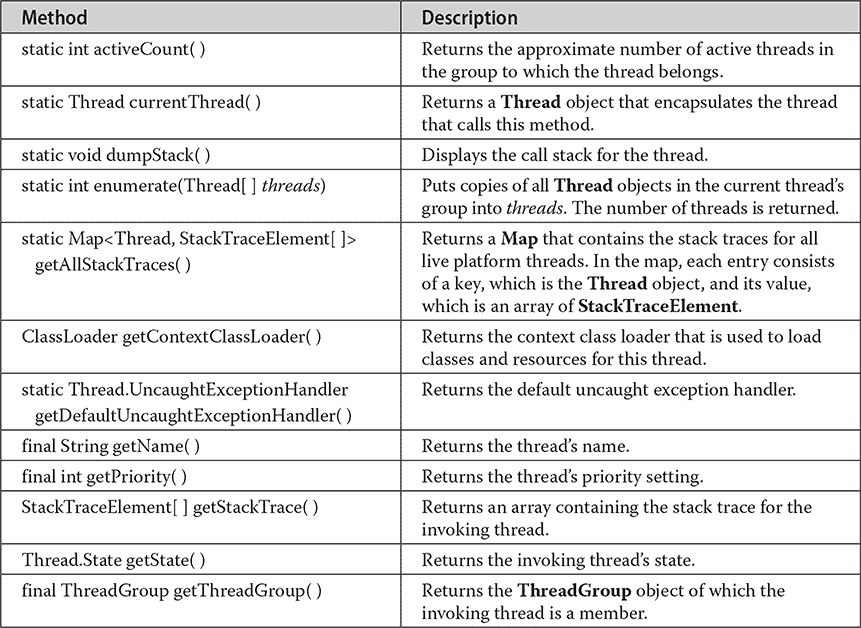 Method Description
static int activeCount( ) Returns the approximate number of active threads in
the group to which the thread belongs.
static Thread currentThread( ) Returns a Thread object that encapsulates the thread
that calls this method.
static void dumpStack( ) Displays the call stack for the thread.
static int enumerate(Thread[ ] threads) Puts copies of all Thread objects in the current thread's
group into threads. The number of threads is returned.
static Map<Thread, StackTraceElement[ ]> Returns a Map that contains the stack traces for all
getAllStackTraces( ) live platform threads. In the map, each entry consists
of a key, which is the Thread object, and its value,
which is an array of StackTraceElement.
ClassLoader getContextClassLoader( ) Returns the context class loader that is used to load
classes and resources for this thread.
static Thread.UncaughtExceptionHandler Returns the default uncaught exception handler.
getDefaultUncaughtExceptionHandler( )
final String getName( ) Returns the thread's name.
final int getPriority( ) Returns the thread's priority setting.
StackTraceElement[ ] getStackTrace( ) Returns an array containing the stack trace for the
invoking thread.
Thread.State getState( ) Returns the invoking thread's state.
final ThreadGroup getThreadGroup( ) Returns the ThreadGroup object of which the
invoking thread is a member.